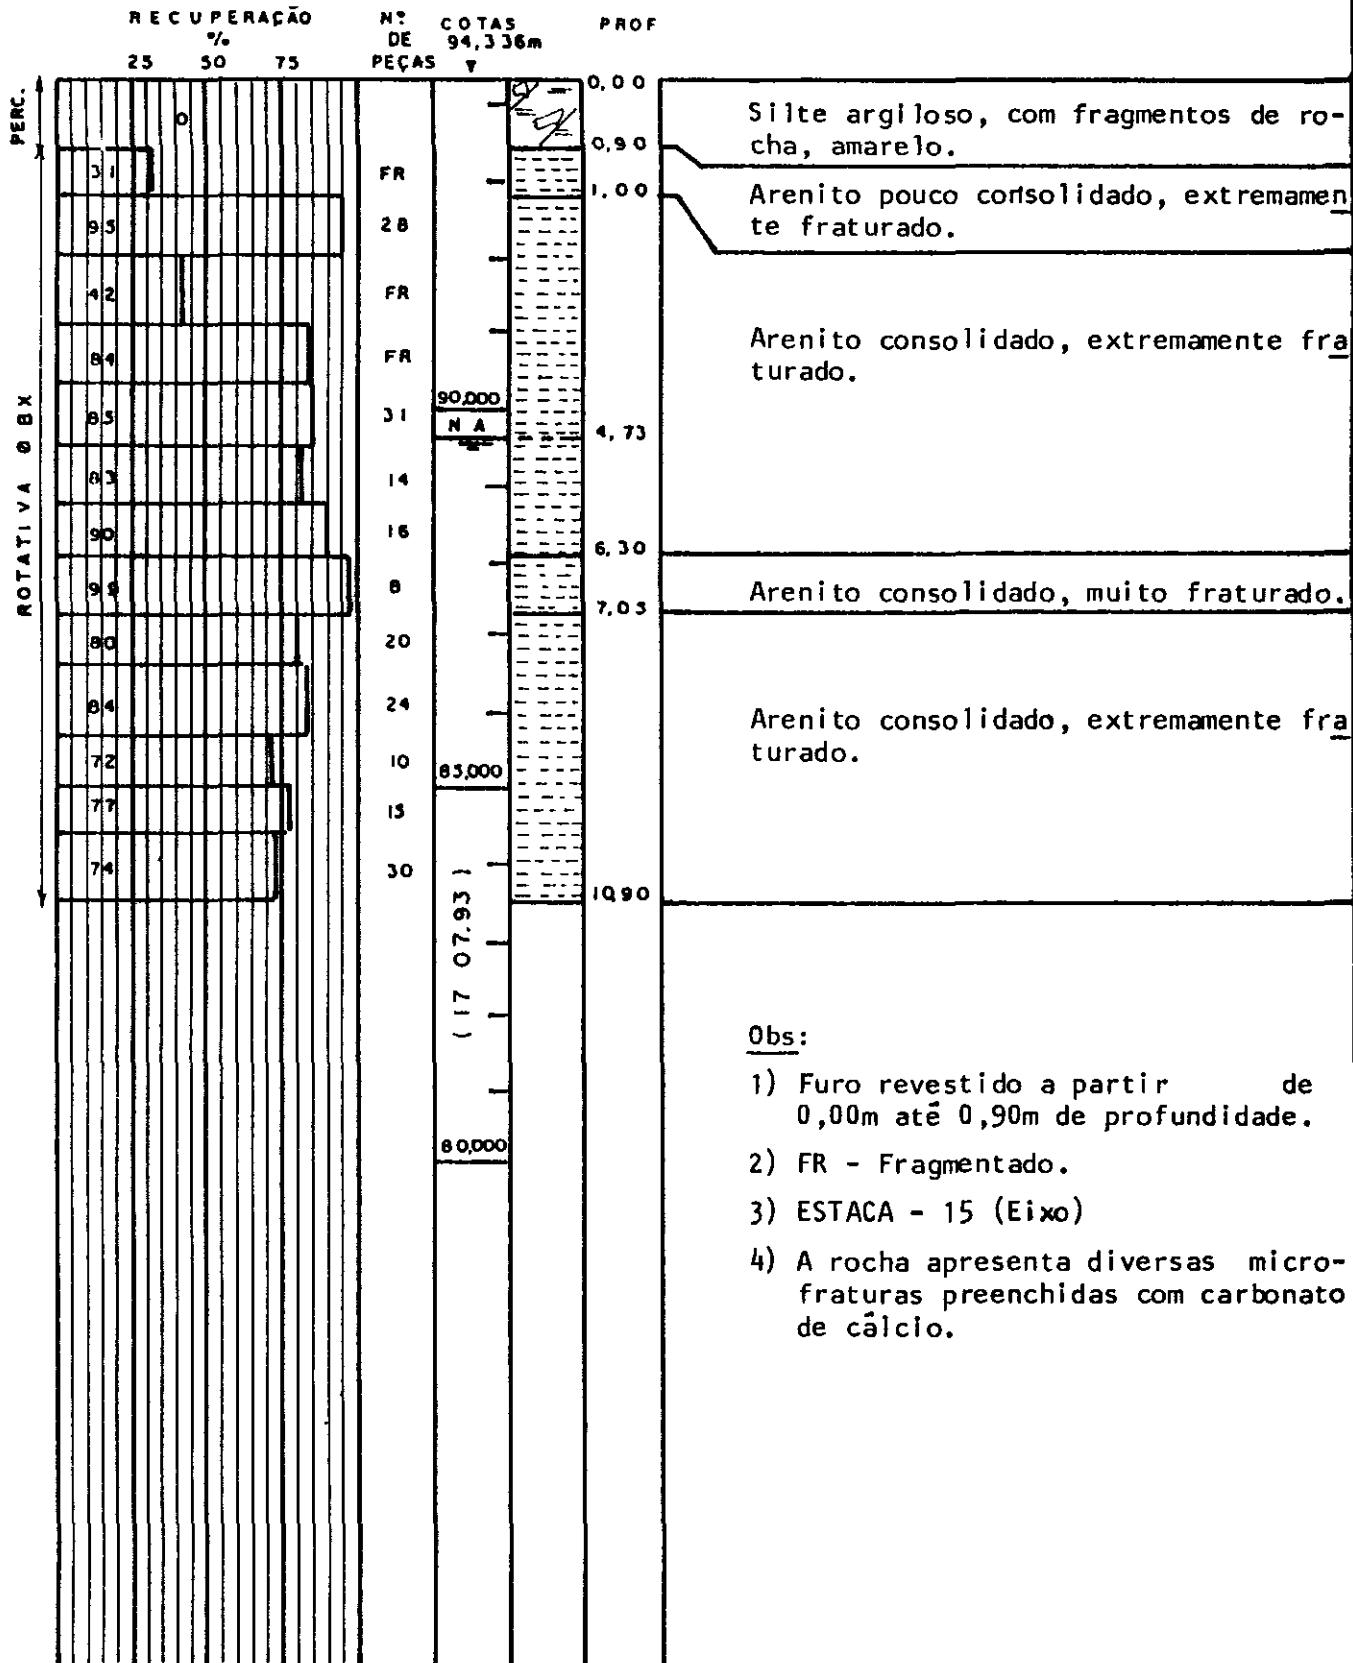 RECUPERAÇÃO
%
25 50 75
Nº
DE
PEÇAS
COTAS
94,336m
PROF
PERC.
ROTATIVA Ø BX
0
31
95
42
84
85
83
90
99
80
84
72
77
74
FR
28
FR
FR
31
14
16
8
20
24
10
15
30
90,000
N A
85,000
(17 07.93)
80,000
0,00
0,90
1,00
4,73
6,30
7,03
10,90
Silte argiloso, com fragmentos de ro-
cha, amarelo.
Arenito pouco consolidado, extremamen
te fraturado.
Arenito consolidado, extremamente fra
turado.
Arenito consolidado, muito fraturado.
Arenito consolidado, extremamente fra
turado.
Obs:
1) Furo revestido a partir de
0,00m até 0,90m de profundidade.
2) FR - Fragmentado.
3) ESTACA - 15 (Eixo)
4) A rocha apresenta diversas micro-
fraturas preenchidas com carbonato
de cálcio.